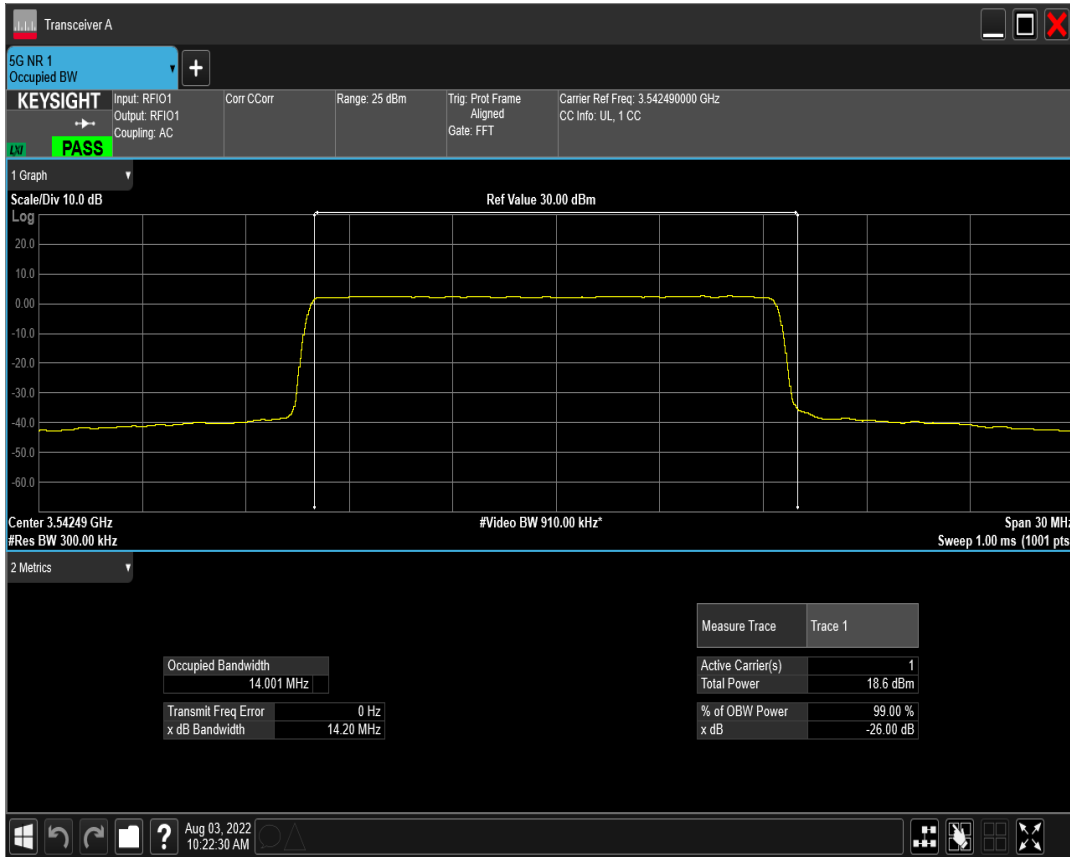 Transceiver A
5G NR 1
Occupied BW
KEYSIGHT
LXI
PASS
Input: RFIO1
Output: RFIO1
Coupling: AC
Corr CCorr
Range: 25 dBm
Trig: Prot Frame
Aligned
Gate: FFT
Carrier Ref Freq: 3.542490000 GHz
CC Info: UL, 1 CC
1 Graph
Scale/Div 10.0 dB
Ref Value 30.00 dBm
Log
20.0
10.0
0.00
-10.0
-20.0
-30.0
-40.0
-50.0
-60.0
Center 3.54249 GHz
#Video BW 910.00 kHz*
Span 30 MHz
#Res BW 300.00 kHz
Sweep 1.00 ms (1001 pts
2 Metrics
Measure Trace Trace 1
Occupied Bandwidth
14.001 MHz
Active Carrier(s) 1
Total Power 18.6 dBm
Transmit Freq Error 0 Hz
x dB Bandwidth 14.20 MHz
% of OBW Power 99.00 %
x dB -26.00 dB
?
Aug 03, 2022
10:22:30 AM